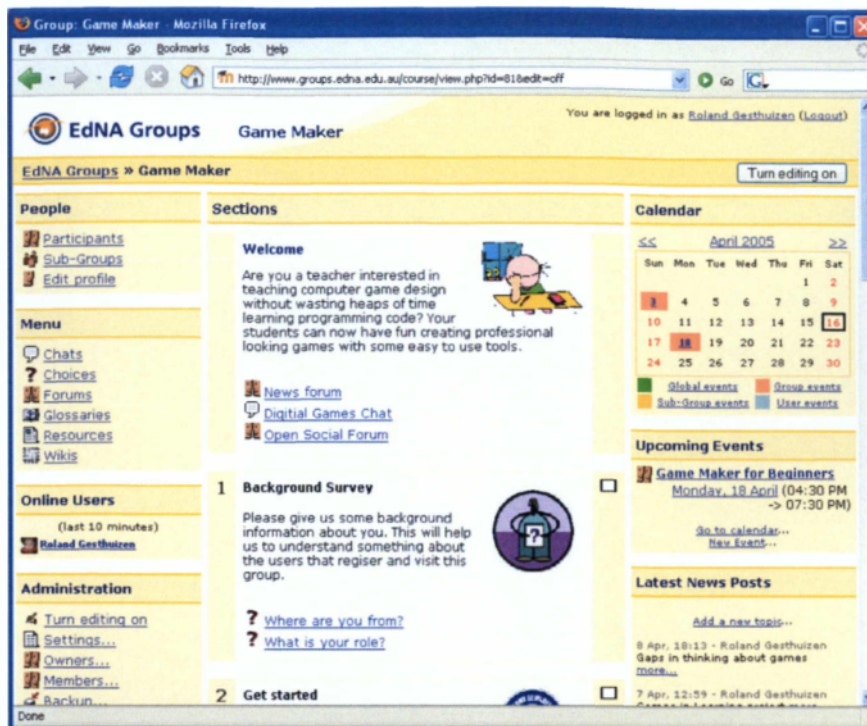 Group: Game Maker - Mozilla Firefox
File Edit View Go Bookmarks Tools Help
http://www.groups.edna.edu.au/course/view.php?id=81&edit=off
Go
G
EdNA Groups
Game Maker
You are logged in as Roland Gesthuizen (Logout)
EdNA Groups » Game Maker
Turn editing on
People
Participants
Sub-Groups
Edit profile
Menu
Chats
? Choices
Forums
Glossaries
Resources
Wikis
Online Users
(last 10 minutes)
Roland Gesthuizen
Administration
Turn editing on
Settings...
Owners...
Members...
Backup...
Sections
Welcome
Are you a teacher interested in
teaching computer game design
without wasting heaps of time
learning programming code? Your
students can now have fun creating professional
looking games with some easy to use tools.
News forum
Digitial Games Chat
Open Social Forum
1 Background Survey
Please give us some background
information about you. This will help
us to understand something about
the users that regiser and visit this
group.
?
? Where are you from?
? What is your role?
2 Get started
Calendar
<< April 2005 >>
Sun Mon Tue Wed Thu Fri Sat
1 2
3 4 5 6 7 8 9
10 11 12 13 14 15 16
17 18 19 20 21 22 23
24 25 26 27 28 29 30
Global events Group events
Sub-Group events User events
Upcoming Events
Game Maker for Beginners
Monday, 18 April (04:30 PM
-> 07:30 PM)
Go to calendar...
New Event...
Latest News Posts
Add a new topic...
8 Apr, 18:13 - Roland Gesthuizen
Gaps in thinking about games
more...
7 Apr, 12:59 - Roland Gesthuizen
Done